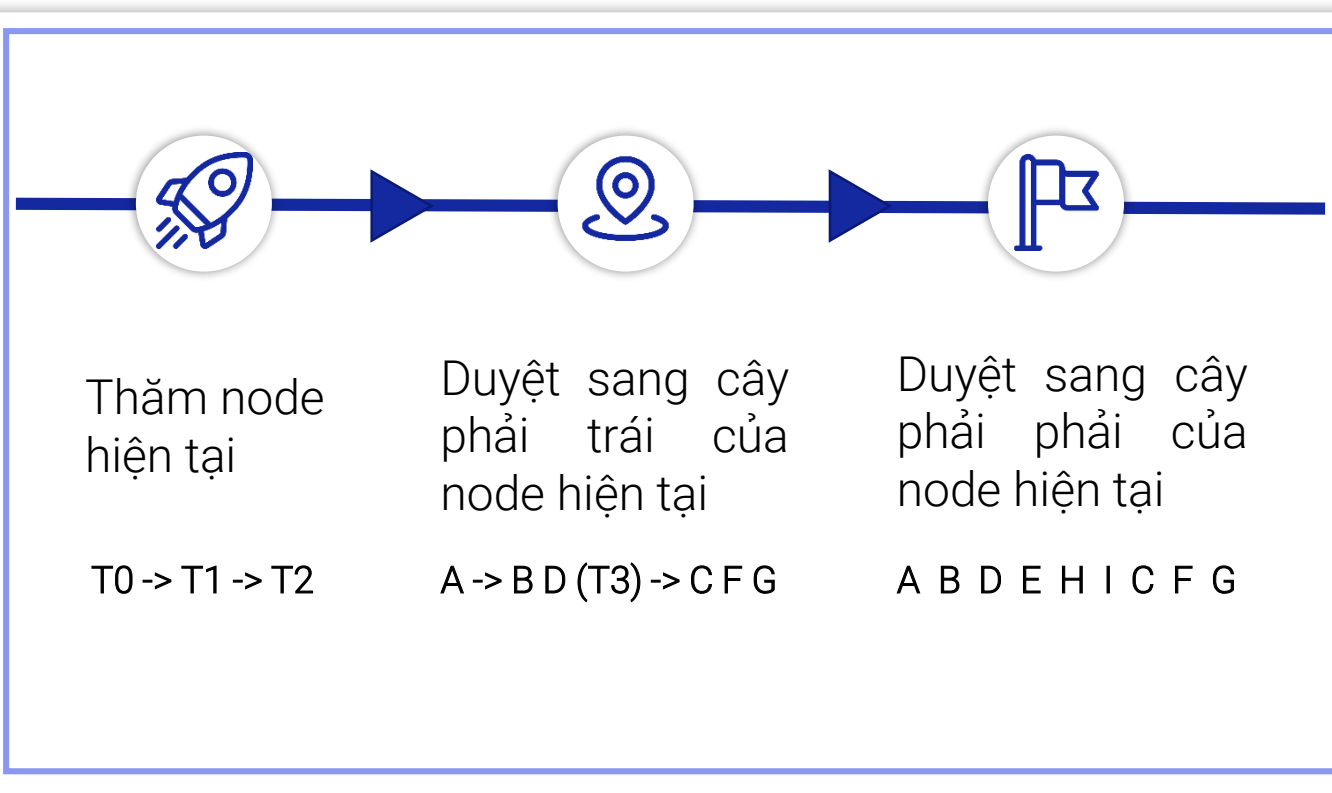 Thăm node
hiện tại
T0 -> T1 -> T2
Duyệt sang cây
phải trái của
node hiện tại
A -> B D (T3) -> C F G
Duyệt sang cây
phải phải của
node hiện tại
A B D E H I C F G